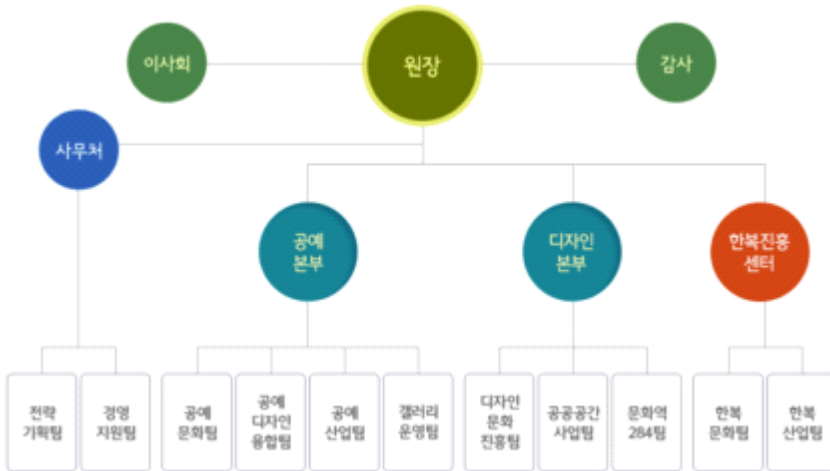 이사회
원장
감사
사무처
공예
본부
디자인
본부
한복진흥
센터
전략
기획팀
경영
지원팀
공예
문화팀
공예
디자인
융합팀
공예
산업팀
갤러리
운영팀
디자인
문화
진흥팀
공공공간
사업팀
문화역
284팀
한복
문화팀
한복
산업팀